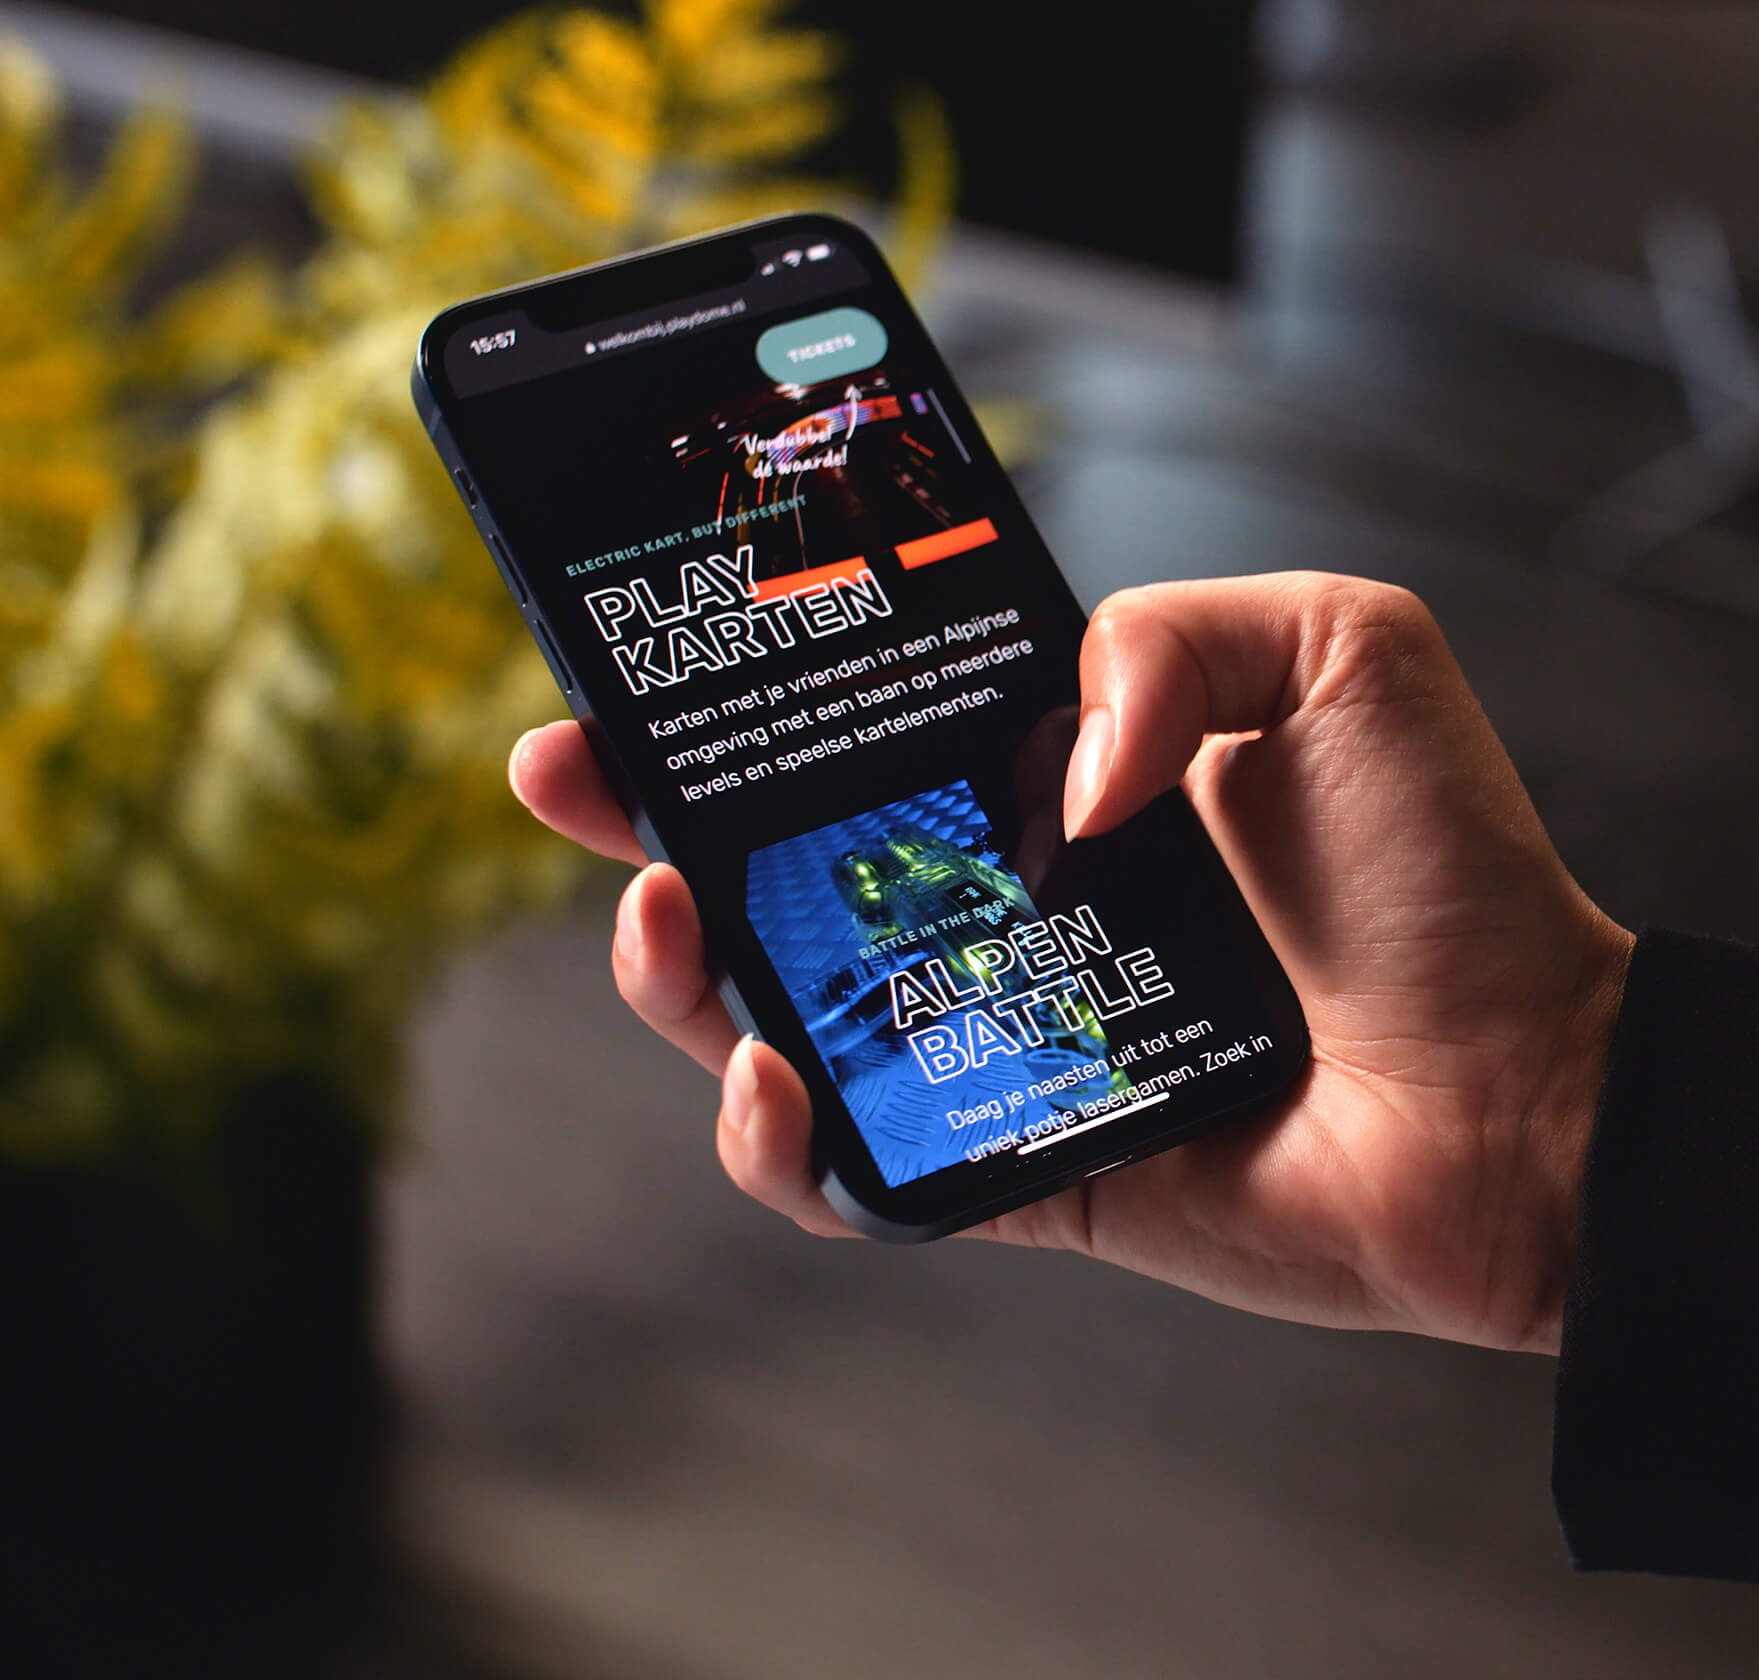 15:57
welkombij.playdome.nl
TICKETS
Verdubbel
de waarde!
ELECTRIC KART, BUT DIFFERENT
PLAY
KARTEN
Karten met je vrienden in een Alpijnse
omgeving met een baan op meerdere
levels en speelse kartelementen.
BATTLE IN THE DARK
ALPEN
BATTLE
Daag je naasten uit tot een
uniek potje lasergamen. Zoek in